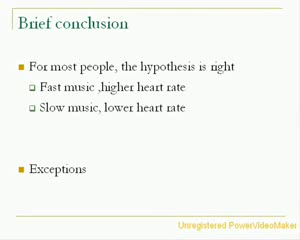 Brief conclusion
For most people, the hypothesis is right
Fast music ,higher heart rate
Slow music, lower heart rate
Exceptions
Unregistered PowerVideoMaker